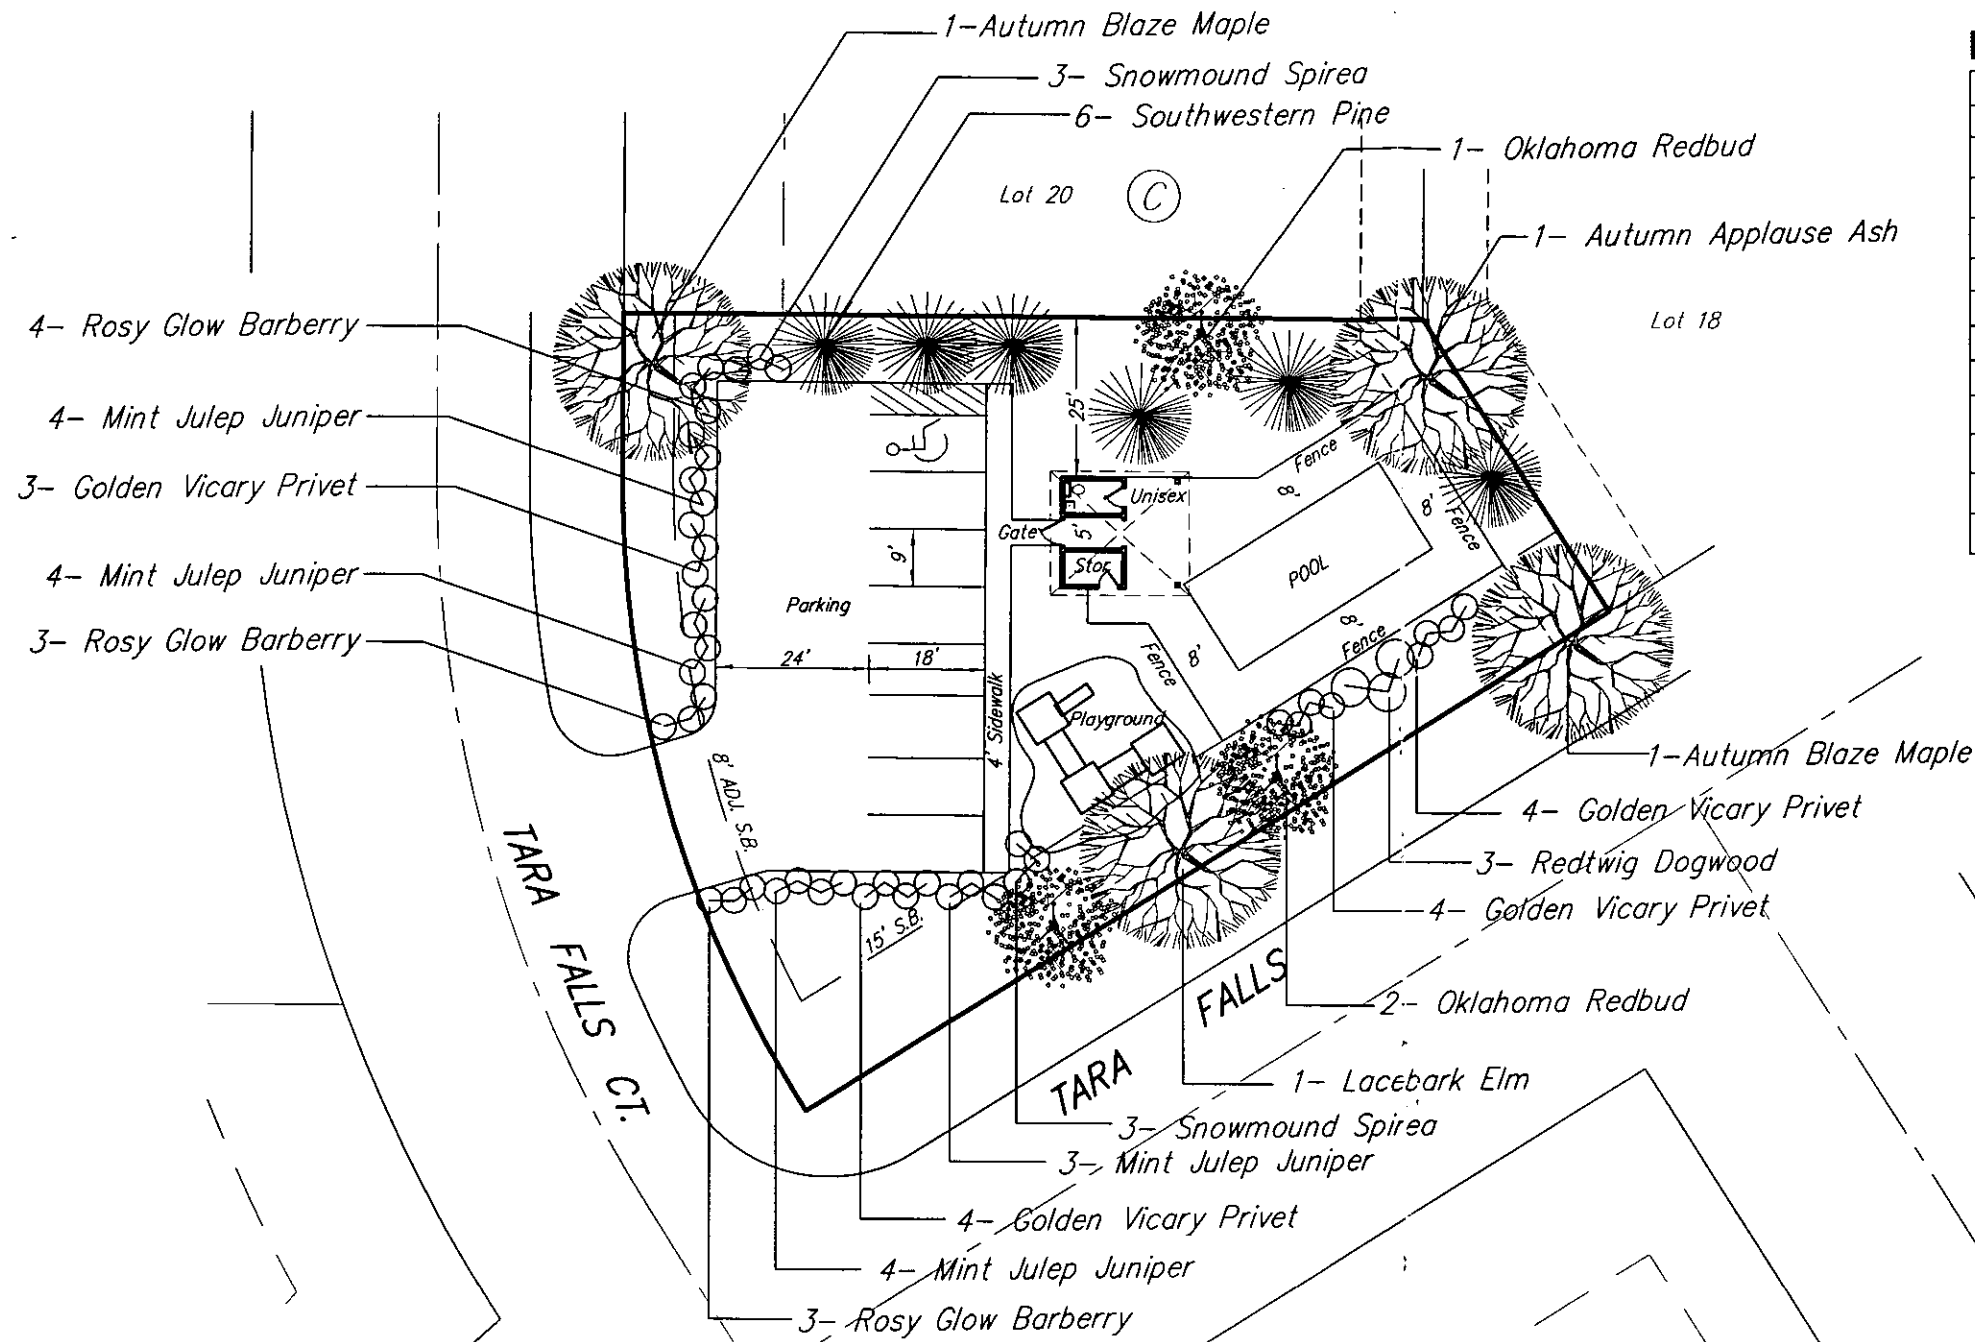 1-Autumn Blaze Maple
3- Snowmound Spirea
6- Southwestern Pine
1- Oklahoma Redbud
Lot 20
C
1- Autumn Applause Ash
Lot 18
4- Rosy Glow Barberry
4- Mint Julep Juniper
3- Golden Vicary Privet
4- Mint Julep Juniper
3- Rosy Glow Barberry
25'
Fence
8'
Unisex
8'
Fence
Gate
5'
9'
Stor
POOL
Parking
8'
Fence
24'
18'
Fence
8'
4' Sidewalk
Playground
8' ADJ. S.B.
15' S.B.
1-Autumn Blaze Maple
4- Golden Vicary Privet
3- Redtwig Dogwood
4- Golden Vicary Privet
TARA FALLS CT.
TARA FALLS
2- Oklahoma Redbud
1- Lacebark Elm
3- Snowmound Spirea
3- Mint Julep Juniper
4- Golden Vicary Privet
4- Mint Julep Juniper
3- Rosy Glow Barberry